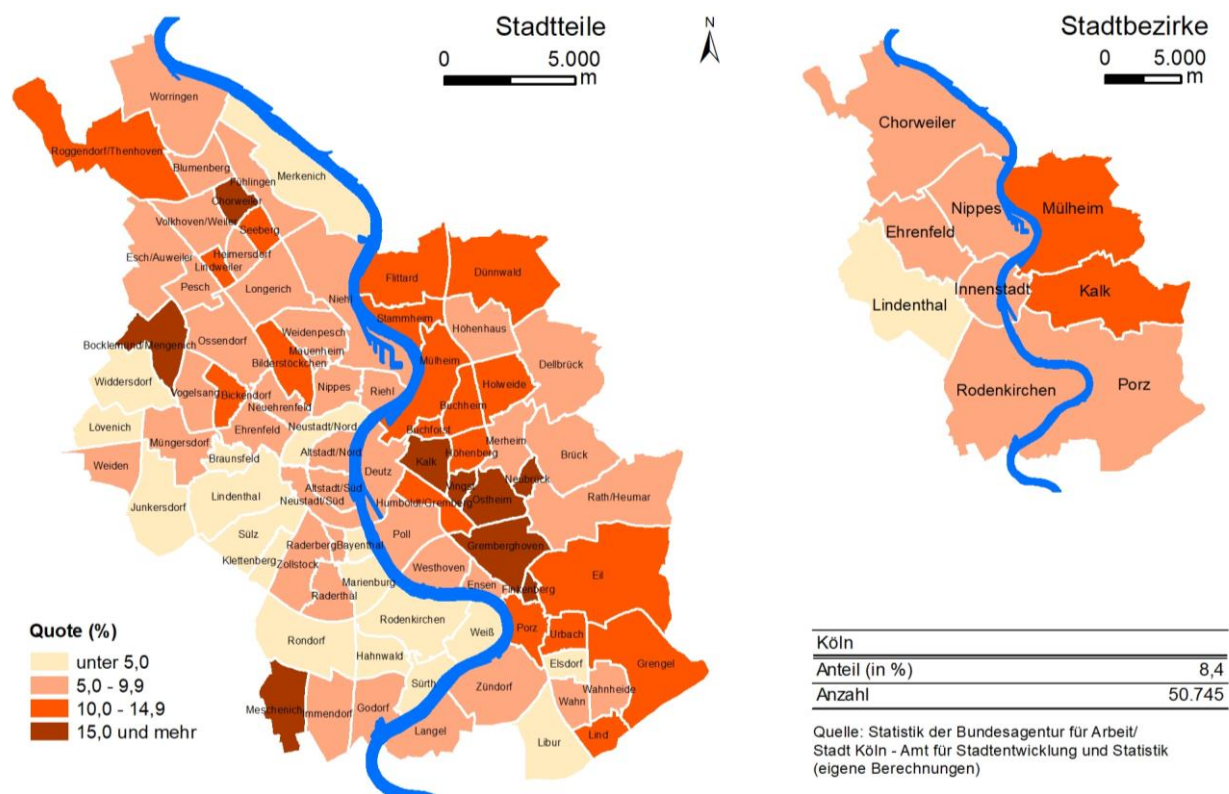 Stadtteile
0 5.000
m
N
Worringen
Roggendorf/Thenhoven
Blumenberg
Fühlingen
Merkenich
Chorweiler
Volkhoven/Weiler
Seeberg
Heimersdorf
Esch/Auweiler
Lindweiler
Pesch
Longerich
Niehl
Flittard
Dünnwald
Stammheim
Höhenhaus
Weidenpesch
Mauenheim
Ossendorf
Bocklemünd/Mengenich
Bilderstöckchen
Mülheim
Dellbrück
Widdersdorf
Vogelsang
Bickendorf
Nippes
Riehl
Holweide
Neuehrenfeld
Buchheim
Lövenich
Ehrenfeld
Neustadt/Nord
Buchforst
Müngersdorf
Merheim
Braunsfeld
Altstadt/Nord
Höhenberg
Brück
Weiden
Kalk
Deutz
Neubrück
Lindenthal
Altstadt/Süd
Vingst
Ostheim
Rath/Heumar
Junkersdorf
Neustadt/Süd
Humboldt/Gremberg
Sülz
Poll
Raderberg
Bayenthal
Gremberghoven
Klettenberg
Zollstock
Westhoven
Eil
Marienburg
Ensen
Finkenberg
Raderthal
Rodenkirchen
Weiß
Porz
Urbach
Rondorf
Hahnwald
Elsdorf
Grengel
Sürth
Zündorf
Wahnheide
Wahn
Meschenich
Immendorf
Godorf
Langel
Lind
Libur
Quote (%)
unter 5,0
5,0 - 9,9
10,0 - 14,9
15,0 und mehr
Stadtbezirke
0 5.000
m
Chorweiler
Nippes
Mülheim
Ehrenfeld
Innenstadt
Kalk
Lindenthal
Rodenkirchen
Porz
Köln
Anteil (in %) 8,4
Anzahl 50.745
Quelle: Statistik der Bundesagentur für Arbeit/
Stadt Köln - Amt für Stadtentwicklung und Statistik
(eigene Berechnungen)